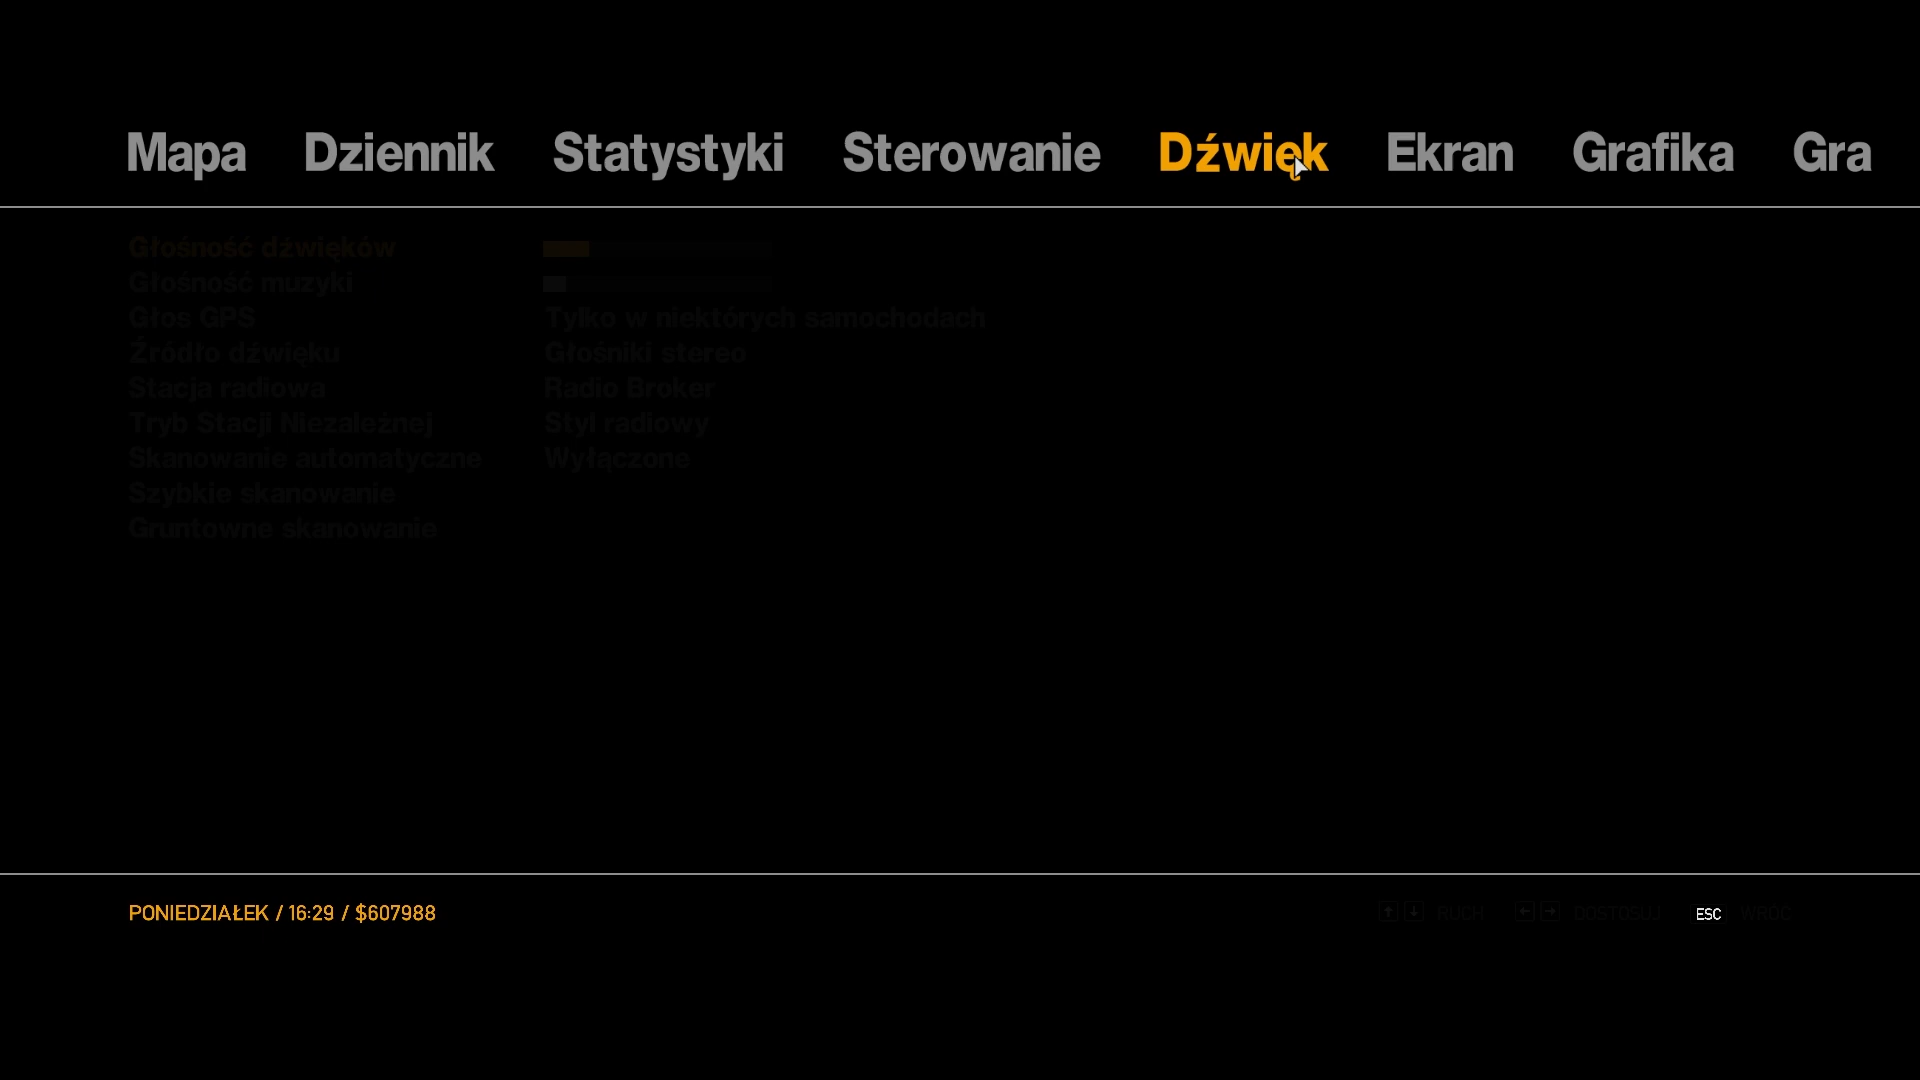 Mapa Dziennik Statystyki Sterowanie Dźwięk Ekran Grafika Gra
Głośność dźwięków
Głośność muzyki
Głos GPS Tylko w niektórych samochodach
Źródło dźwięku Głośniki stereo
Stacja radiowa Radio Broker
Tryb Stacji Niezależnej Styl radiowy
Skanowanie automatyczne Wyłączone
Szybkie skanowanie
Gruntowne skanowanie
PONIEDZIAŁEK / 16:29 / $607988 ↑ ↓ RUCH ← → DOSTOSUJ ESC WRÓĆ